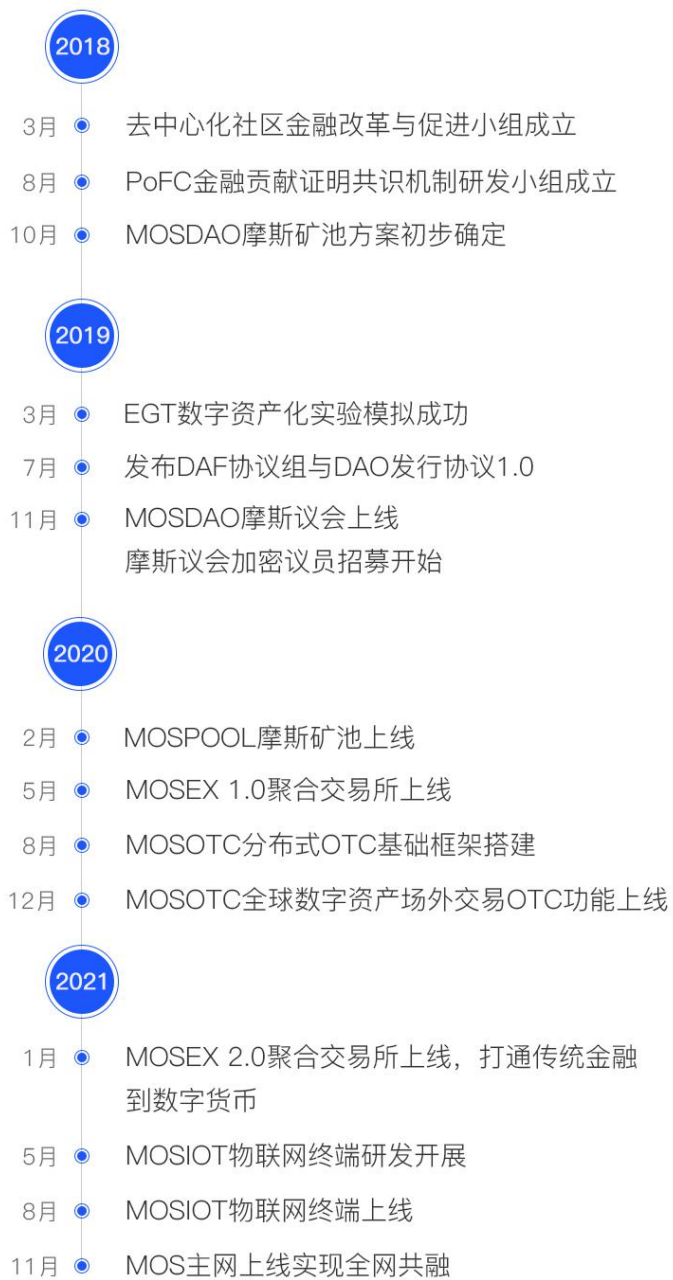 2018
3月 去中心化社区金融改革与促进小组成立
8月 PoFC金融贡献证明共识机制研发小组成立
10月 MOSDAO摩斯矿池方案初步确定
2019
3月 EGT数字资产化实验模拟成功
7月 发布DAF协议组与DAO发行协议1.0
11月 MOSDAO摩斯议会上线
摩斯议会加密议员招募开始
2020
2月 MOSPOOL摩斯矿池上线
5月 MOSEX 1.0聚合交易所上线
8月 MOSOTC分布式OTC基础框架搭建
12月 MOSOTC全球数字资产场外交易OTC功能上线
2021
1月 MOSEX 2.0聚合交易所上线，打通传统金融
到数字货币
5月 MOSIOT物联网终端研发开展
8月 MOSIOT物联网终端上线
11月 MOS主网上线实现全网共融